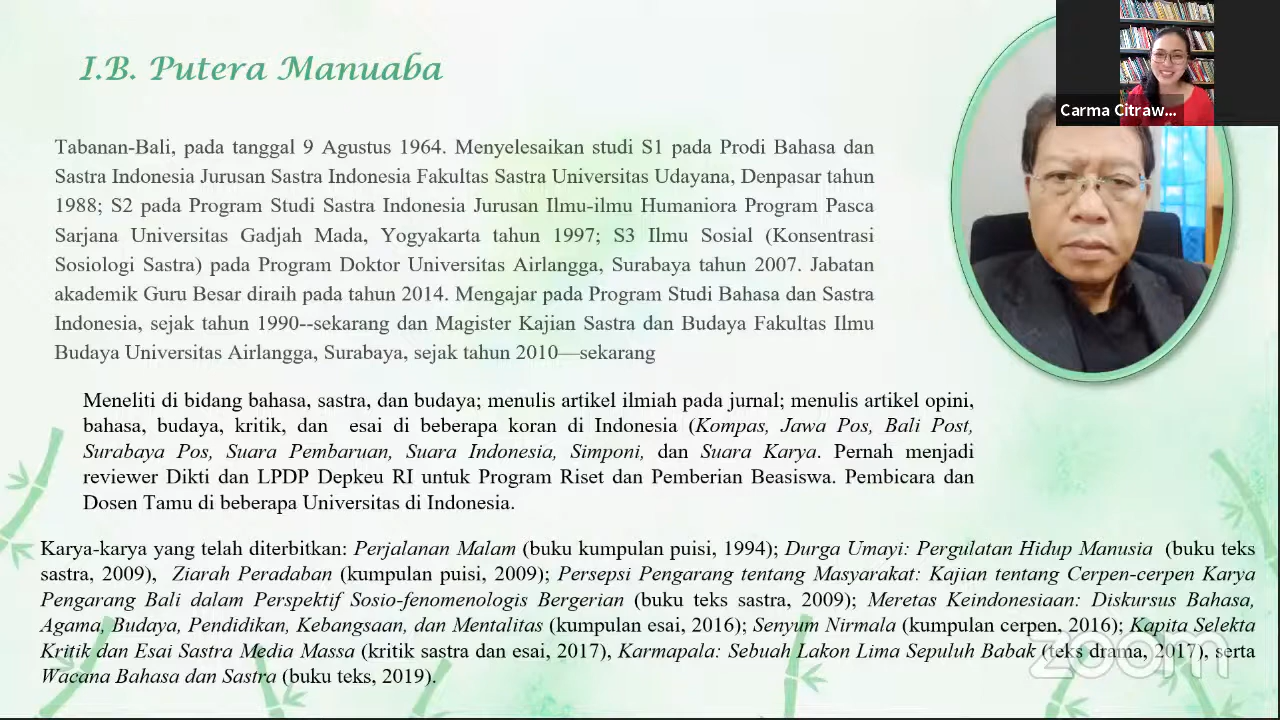 I.B. Putera Manuaba
Carma Citraw...
Tabanan-Bali, pada tanggal 9 Agustus 1964. Menyelesaikan studi S1 pada Prodi Bahasa dan
Sastra Indonesia Jurusan Sastra Indonesia Fakultas Sastra Universitas Udayana, Denpasar tahun
1988; S2 pada Program Studi Sastra Indonesia Jurusan Ilmu-ilmu Humaniora Program Pasca
Sarjana Universitas Gadjah Mada, Yogyakarta tahun 1997; S3 Ilmu Sosial (Konsentrasi
Sosiologi Sastra) pada Program Doktor Universitas Airlangga, Surabaya tahun 2007. Jabatan
akademik Guru Besar diraih pada tahun 2014. Mengajar pada Program Studi Bahasa dan Sastra
Indonesia, sejak tahun 1990--sekarang dan Magister Kajian Sastra dan Budaya Fakultas Ilmu
Budaya Universitas Airlangga, Surabaya, sejak tahun 2010—sekarang
Meneliti di bidang bahasa, sastra, dan budaya; menulis artikel ilmiah pada jurnal; menulis artikel opini,
bahasa, budaya, kritik, dan esai di beberapa koran di Indonesia (Kompas, Jawa Pos, Bali Post,
Surabaya Pos, Suara Pembaruan, Suara Indonesia, Simponi, dan Suara Karya. Pernah menjadi
reviewer Dikti dan LPDP Depkeu RI untuk Program Riset dan Pemberian Beasiswa. Pembicara dan
Dosen Tamu di beberapa Universitas di Indonesia.
Karya-karya yang telah diterbitkan: Perjalanan Malam (buku kumpulan puisi, 1994); Durga Umayi: Pergulatan Hidup Manusia (buku teks
sastra, 2009), Ziarah Peradaban (kumpulan puisi, 2009); Persepsi Pengarang tentang Masyarakat: Kajian tentang Cerpen-cerpen Karya
Pengarang Bali dalam Perspektif Sosio-fenomenologis Bergerian (buku teks sastra, 2009); Meretas Keindonesiaan: Diskursus Bahasa,
Agama, Budaya, Pendidikan, Kebangsaan, dan Mentalitas (kumpulan esai, 2016); Senyum Nirmala (kumpulan cerpen, 2016); Kapita Selekta
Kritik dan Esai Sastra Media Massa (kritik sastra dan esai, 2017), Karmapala: Sebuah Lakon Lima Sepuluh Babak (teks drama, 2017), serta
Wacana Bahasa dan Sastra (buku teks, 2019).
zoom